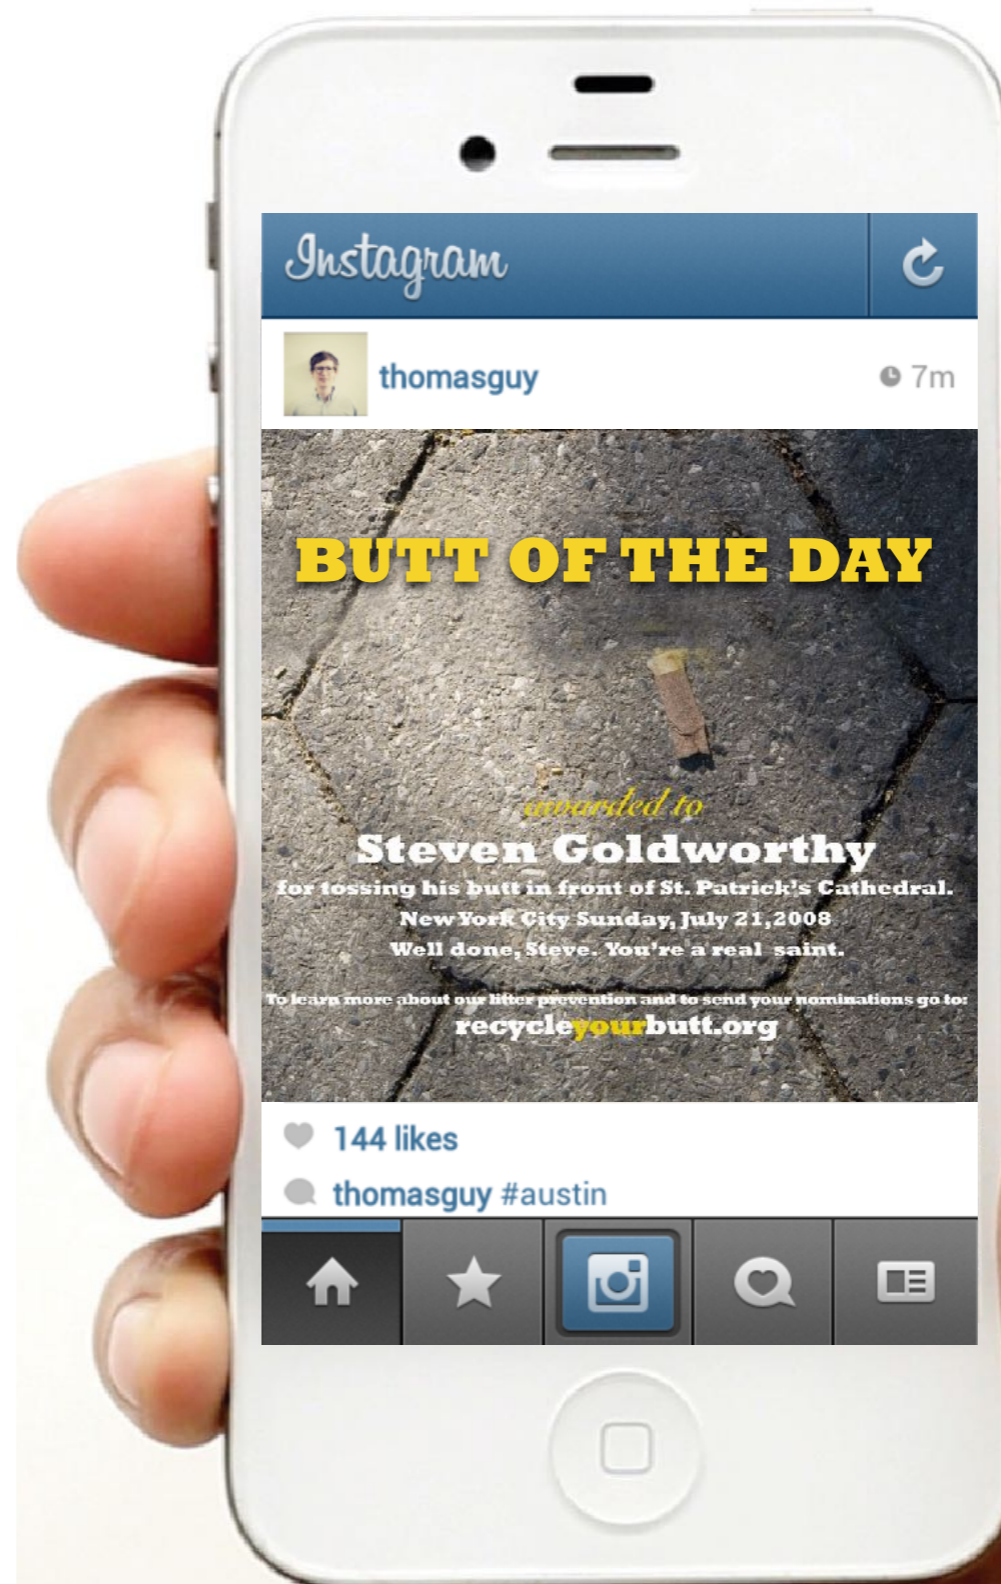 Instagram
thomasguy
7m
BUTT OF THE DAY
awarded to
Steven Goldworthy
for tossing his butt in front of St. Patrick's Cathedral.
New York City Sunday, July 21,2008
Well done, Steve. You're a real saint.
To learn more about our litter prevention and to send your nominations go to:
recycleyourbutt.org
144 likes
thomasguy #austin